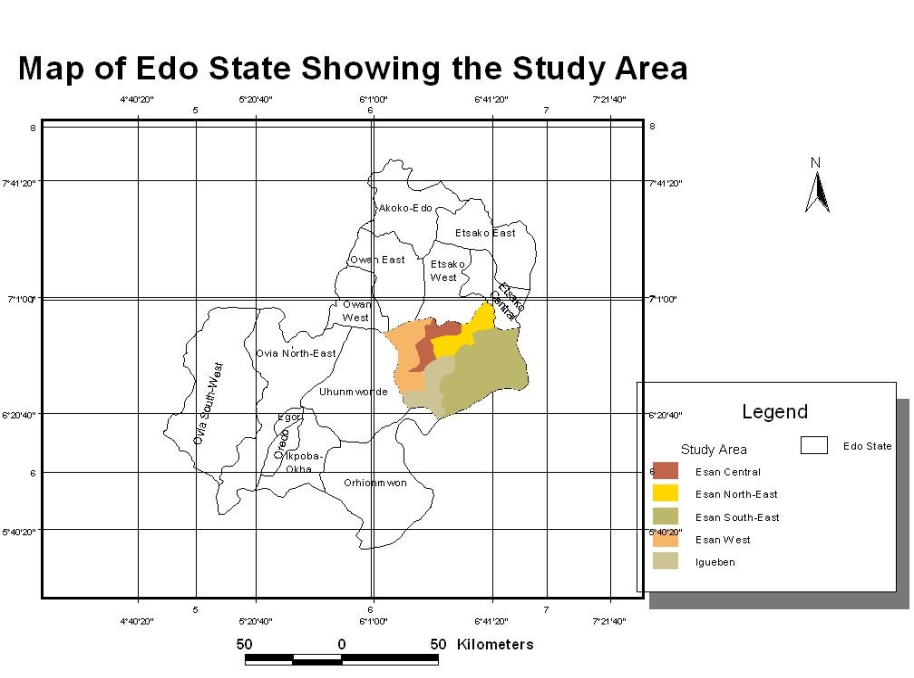 Map of Edo State Showing the Study Area
4°40'20" 5°20'40" 6°1'00" 6°41'20" 7°21'40"
5 6 7
8 8
7°41'20" 7°41'20"
N
Akoko-Edo
Etsako East
Owan East
Etsako
West
Etsako
Central
7°1'00" 7°1'00"
Owan
West
Ovia North-East
Ovia South-West
Uhunmwonde
6°20'40" 6°20'40"
Egor
Oredo
Ikpoba-
Okha
Orhionmwon
6 6
5°40'20" 5°40'20"
Legend
Study Area
Edo State
Esan Central
Esan North-East
Esan South-East
Esan West
Igueben
5 6 7
4°40'20" 5°20'40" 6°1'00" 6°41'20" 7°21'40"
50 0 50 Kilometers